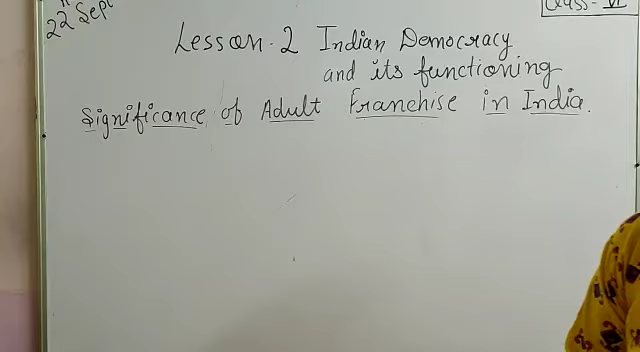 22 Sept
Class - VI
Lesson-2 Indian Democracy
and its functioning
Significance of Adult Franchise in India.